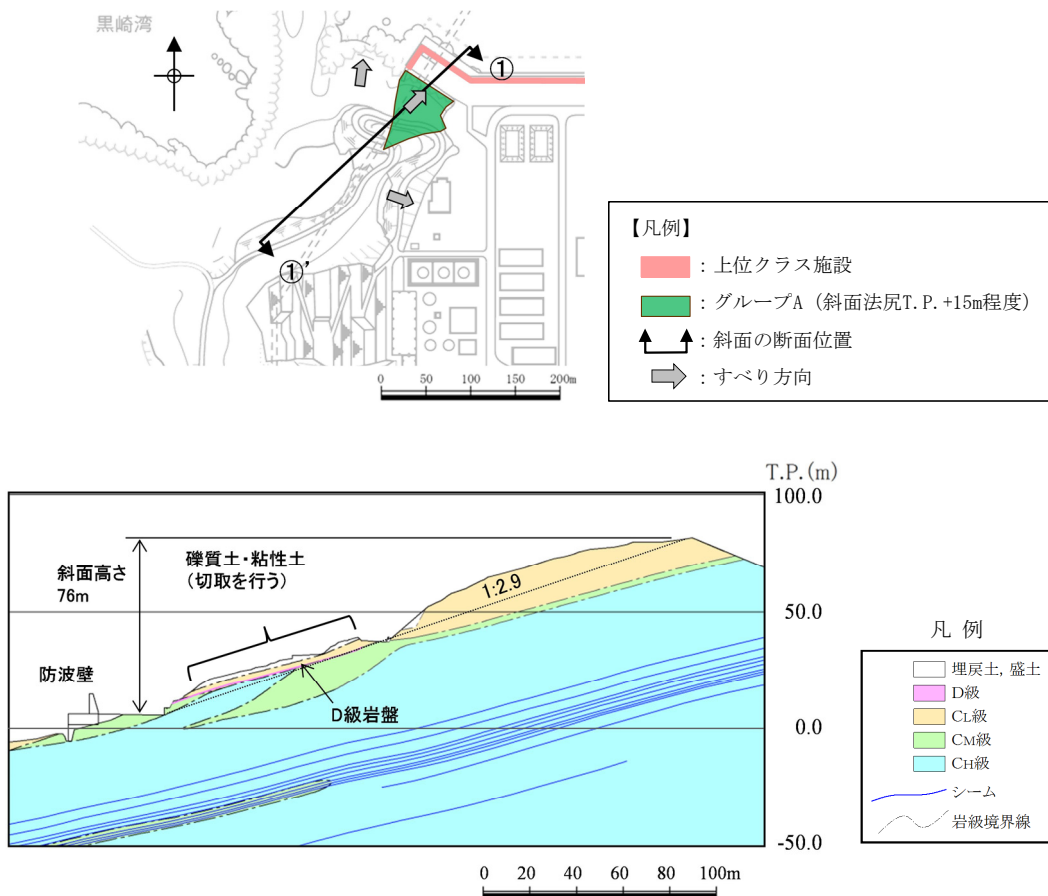 黒崎湾
①
①’
0 50 100 150 200m
【凡例】
：上位クラス施設
：グループA（斜面法尻T.P.+15m程度）
：斜面の断面位置
：すべり方向
T.P.(m)
100.0
50.0
0.0
-50.0
斜面高さ
76m
礫質土・粘性土
（切取を行う）
1:2.9
防波壁
D級岩盤
凡 例
埋戻土, 盛土
D級
CL級
CM級
CH級
シーム
岩級境界線
0 20 40 60 80 100m